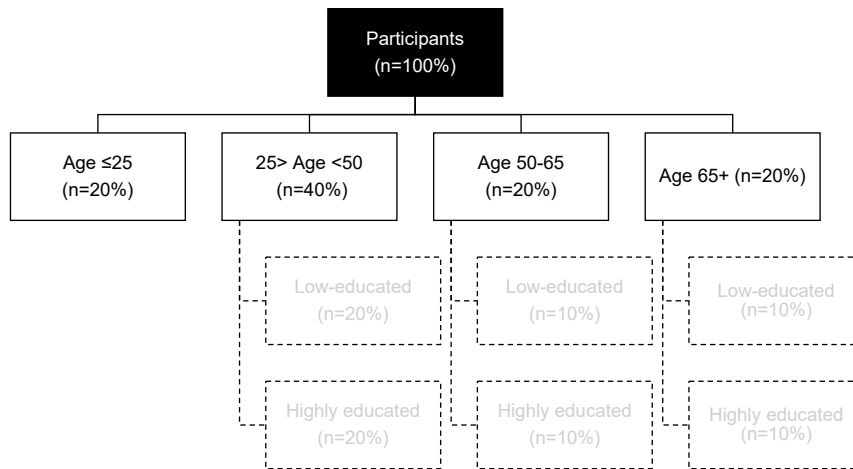 Participants
(n=100%)
Age ≤25
(n=20%)
25> Age <50
(n=40%)
Age 50-65
(n=20%)
Age 65+ (n=20%)
Low-educated
(n=20%)
Low-educated
(n=10%)
Low-educated
(n=10%)
Highly educated
(n=20%)
Highly educated
(n=10%)
Highly educated
(n=10%)